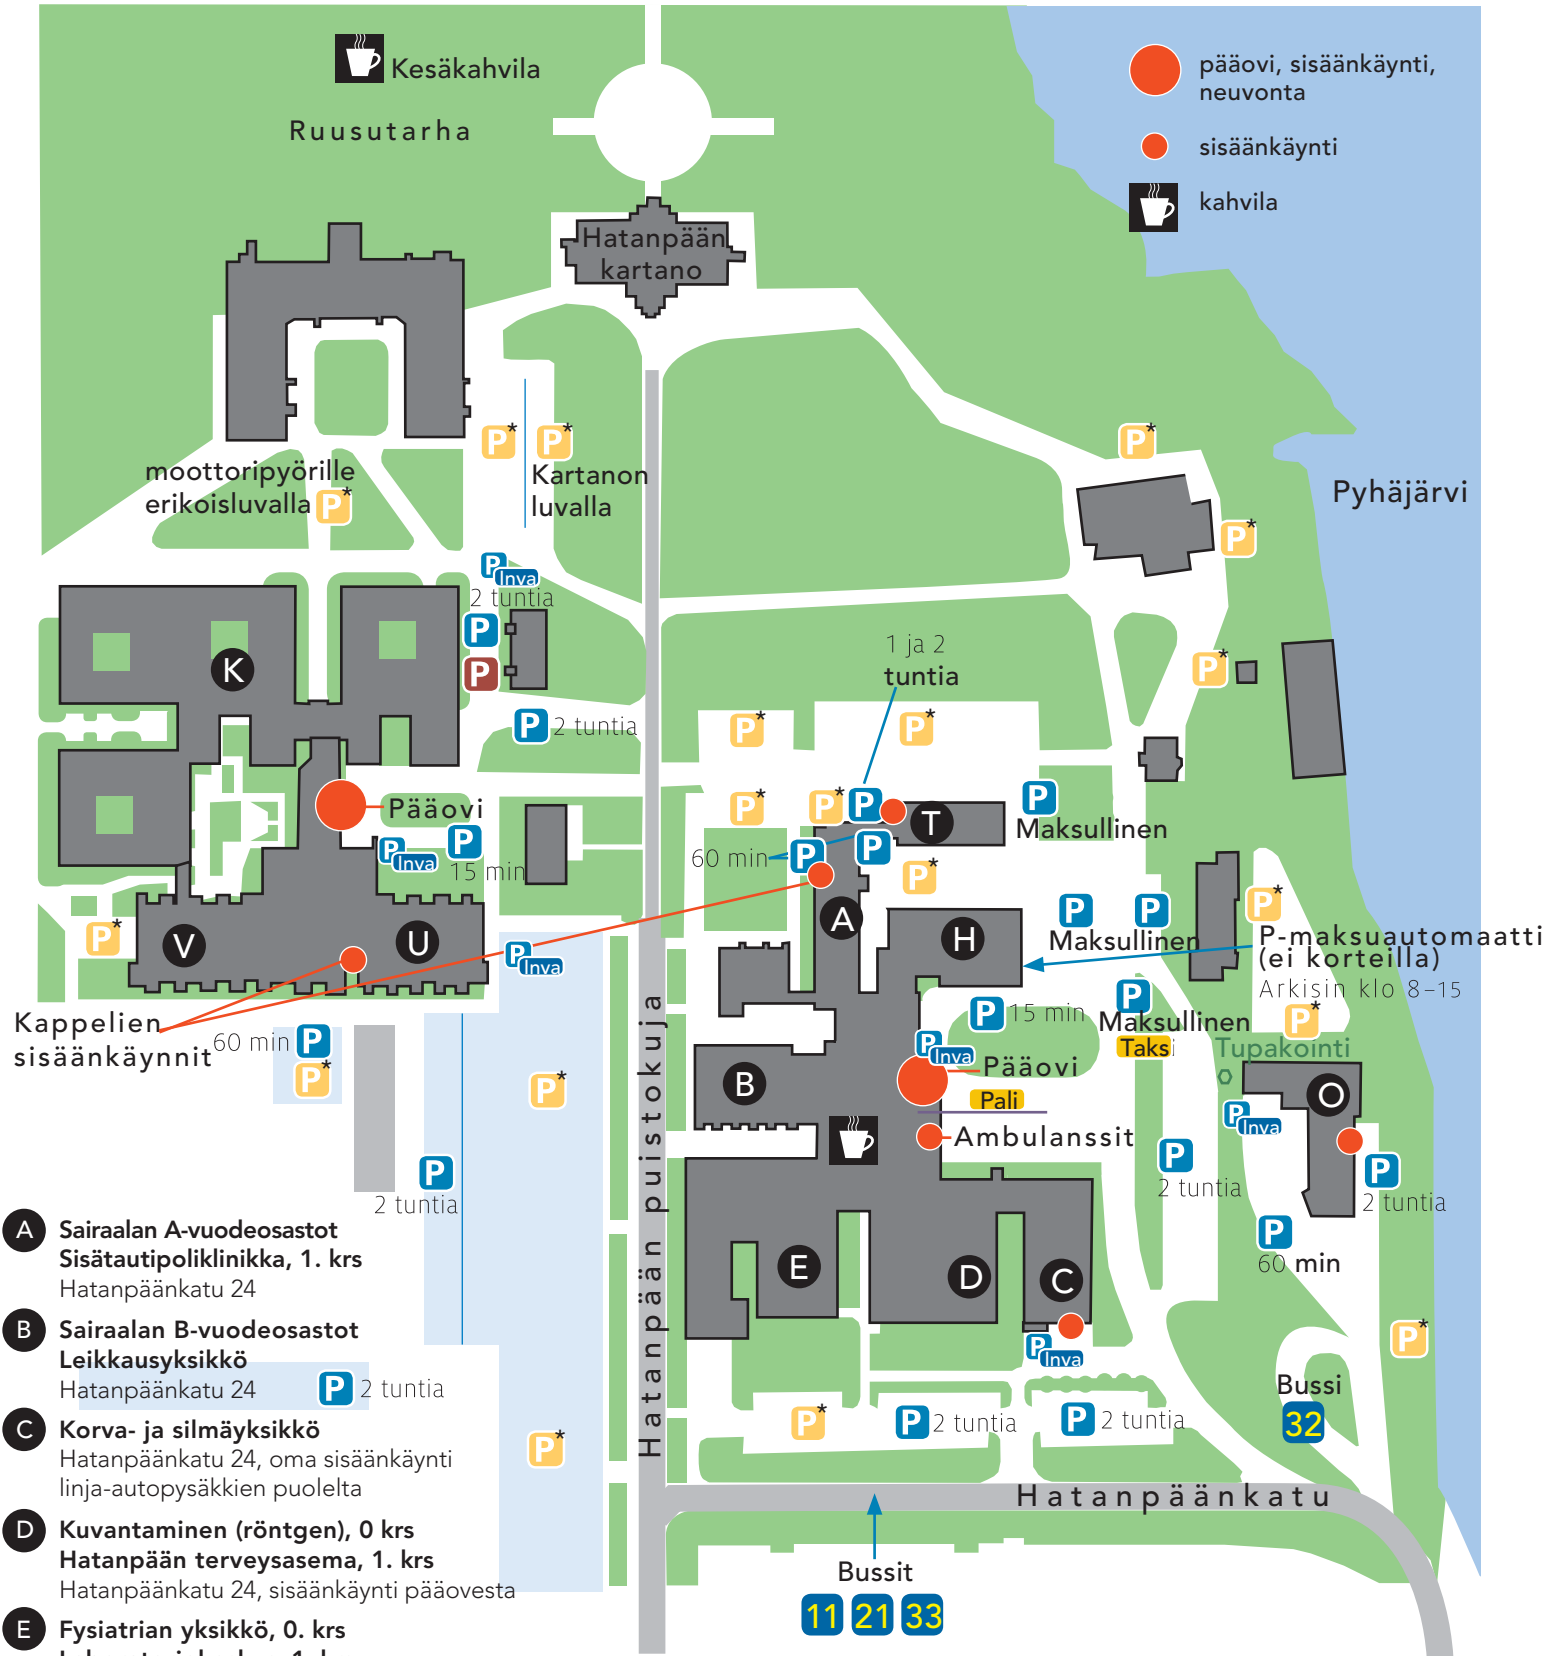 Kesäkahvila
Ruusutarha
pääovi, sisäänkäynti,
neuvonta
sisäänkäynti
kahvila
Hatanpään
kartano
P*
P*
Kartanon
luvalla
moottoripyörille
erikoisluvalla P*
P*
Pyhäjärvi
P*
P Inva
2 tuntia
P
P
K
P 2 tuntia
1 ja 2
tuntia
P*
P*
P*
Pääovi
P Inva
P
15 min
P*
P*
P
T
P
Maksullinen
60 min
P
P
P*
A
H
P
P
Maksullinen
P*
P-maksuautomaatti
(ei korteilla)
Arkisin klo 8–15
P*
P*
V
U
P Inva
Kappelien
sisäänkäynnit
60 min P
P*
P 15 min
P
Maksullinen
Taksi
Tupakointi
P Inva
Pääovi
Pali
Ambulanssit
B
P*
O
P Inva
P
2 tuntia
P
2 tuntia
P
60 min
P
2 tuntia
Hatanpään puistokuja
E
D
C
P Inva
P*
Bussi
32
P*
P 2 tuntia
P 2 tuntia
P*
Hatanpäänkatu
Bussit
11 21 33
A Sairaalan A-vuodeosastot
Sisätautipoliklinikka, 1. krs
Hatanpäänkatu 24
B Sairaalan B-vuodeosastot
Leikkausyksikkö
Hatanpäänkatu 24
P 2 tuntia
C Korva- ja silmäyksikkö
Hatanpäänkatu 24, oma sisäänkäynti
linja-autopysäkkien puolelta
D Kuvantaminen (röntgen), 0 krs
Hatanpään terveysasema, 1. krs
Hatanpäänkatu 24, sisäänkäynti pääovesta
E Fysiatrian yksikkö, 0. krs